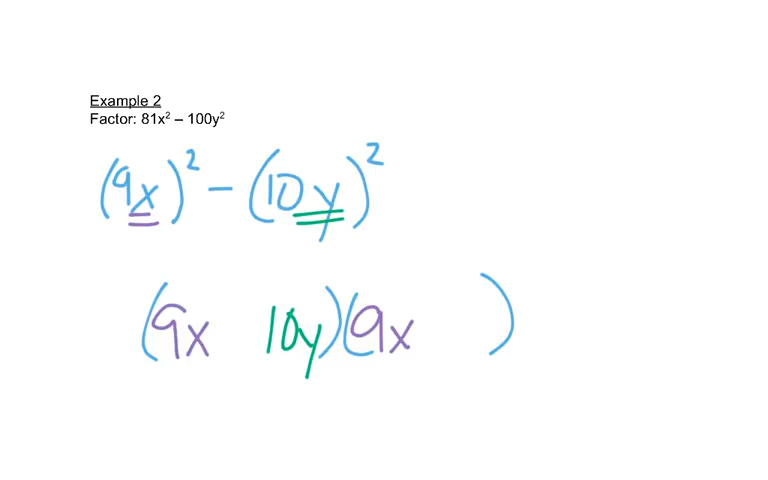 Example 2
Factor: 81x² – 100y²
(9x)² – (10y)²
(9x 10y)(9x )